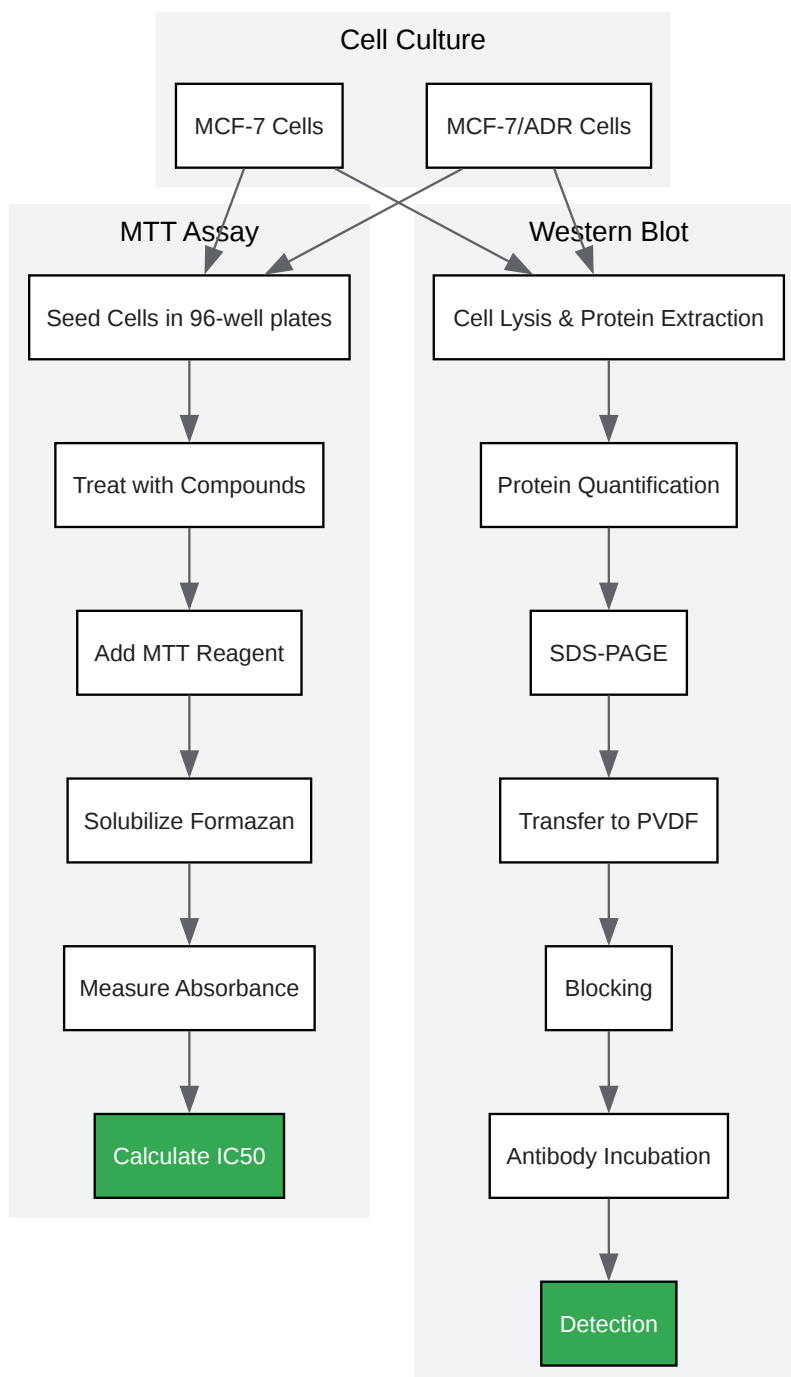 Cell Culture
MCF-7 Cells
MCF-7/ADR Cells
MTT Assay
Seed Cells in 96-well plates
Treat with Compounds
Add MTT Reagent
Solubilize Formazan
Measure Absorbance
Calculate IC50
Western Blot
Cell Lysis & Protein Extraction
Protein Quantification
SDS-PAGE
Transfer to PVDF
Blocking
Antibody Incubation
Detection